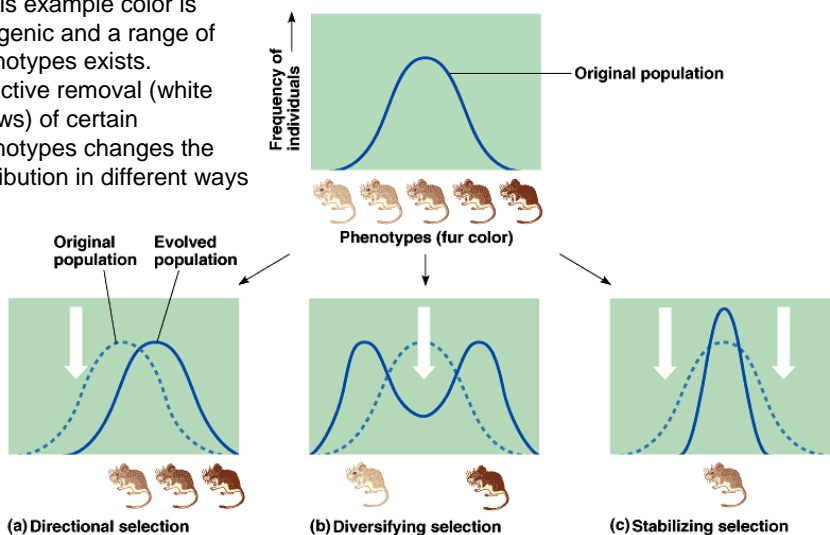 is example color is
genic and a range of
notypes exists.
ctive removal (white
ws) of certain
notypes changes the
ribution in different ways
Frequency of
individuals
Original population
Phenotypes (fur color)
Original
population
Evolved
population
(a) Directional selection
(b) Diversifying selection
(c) Stabilizing selection